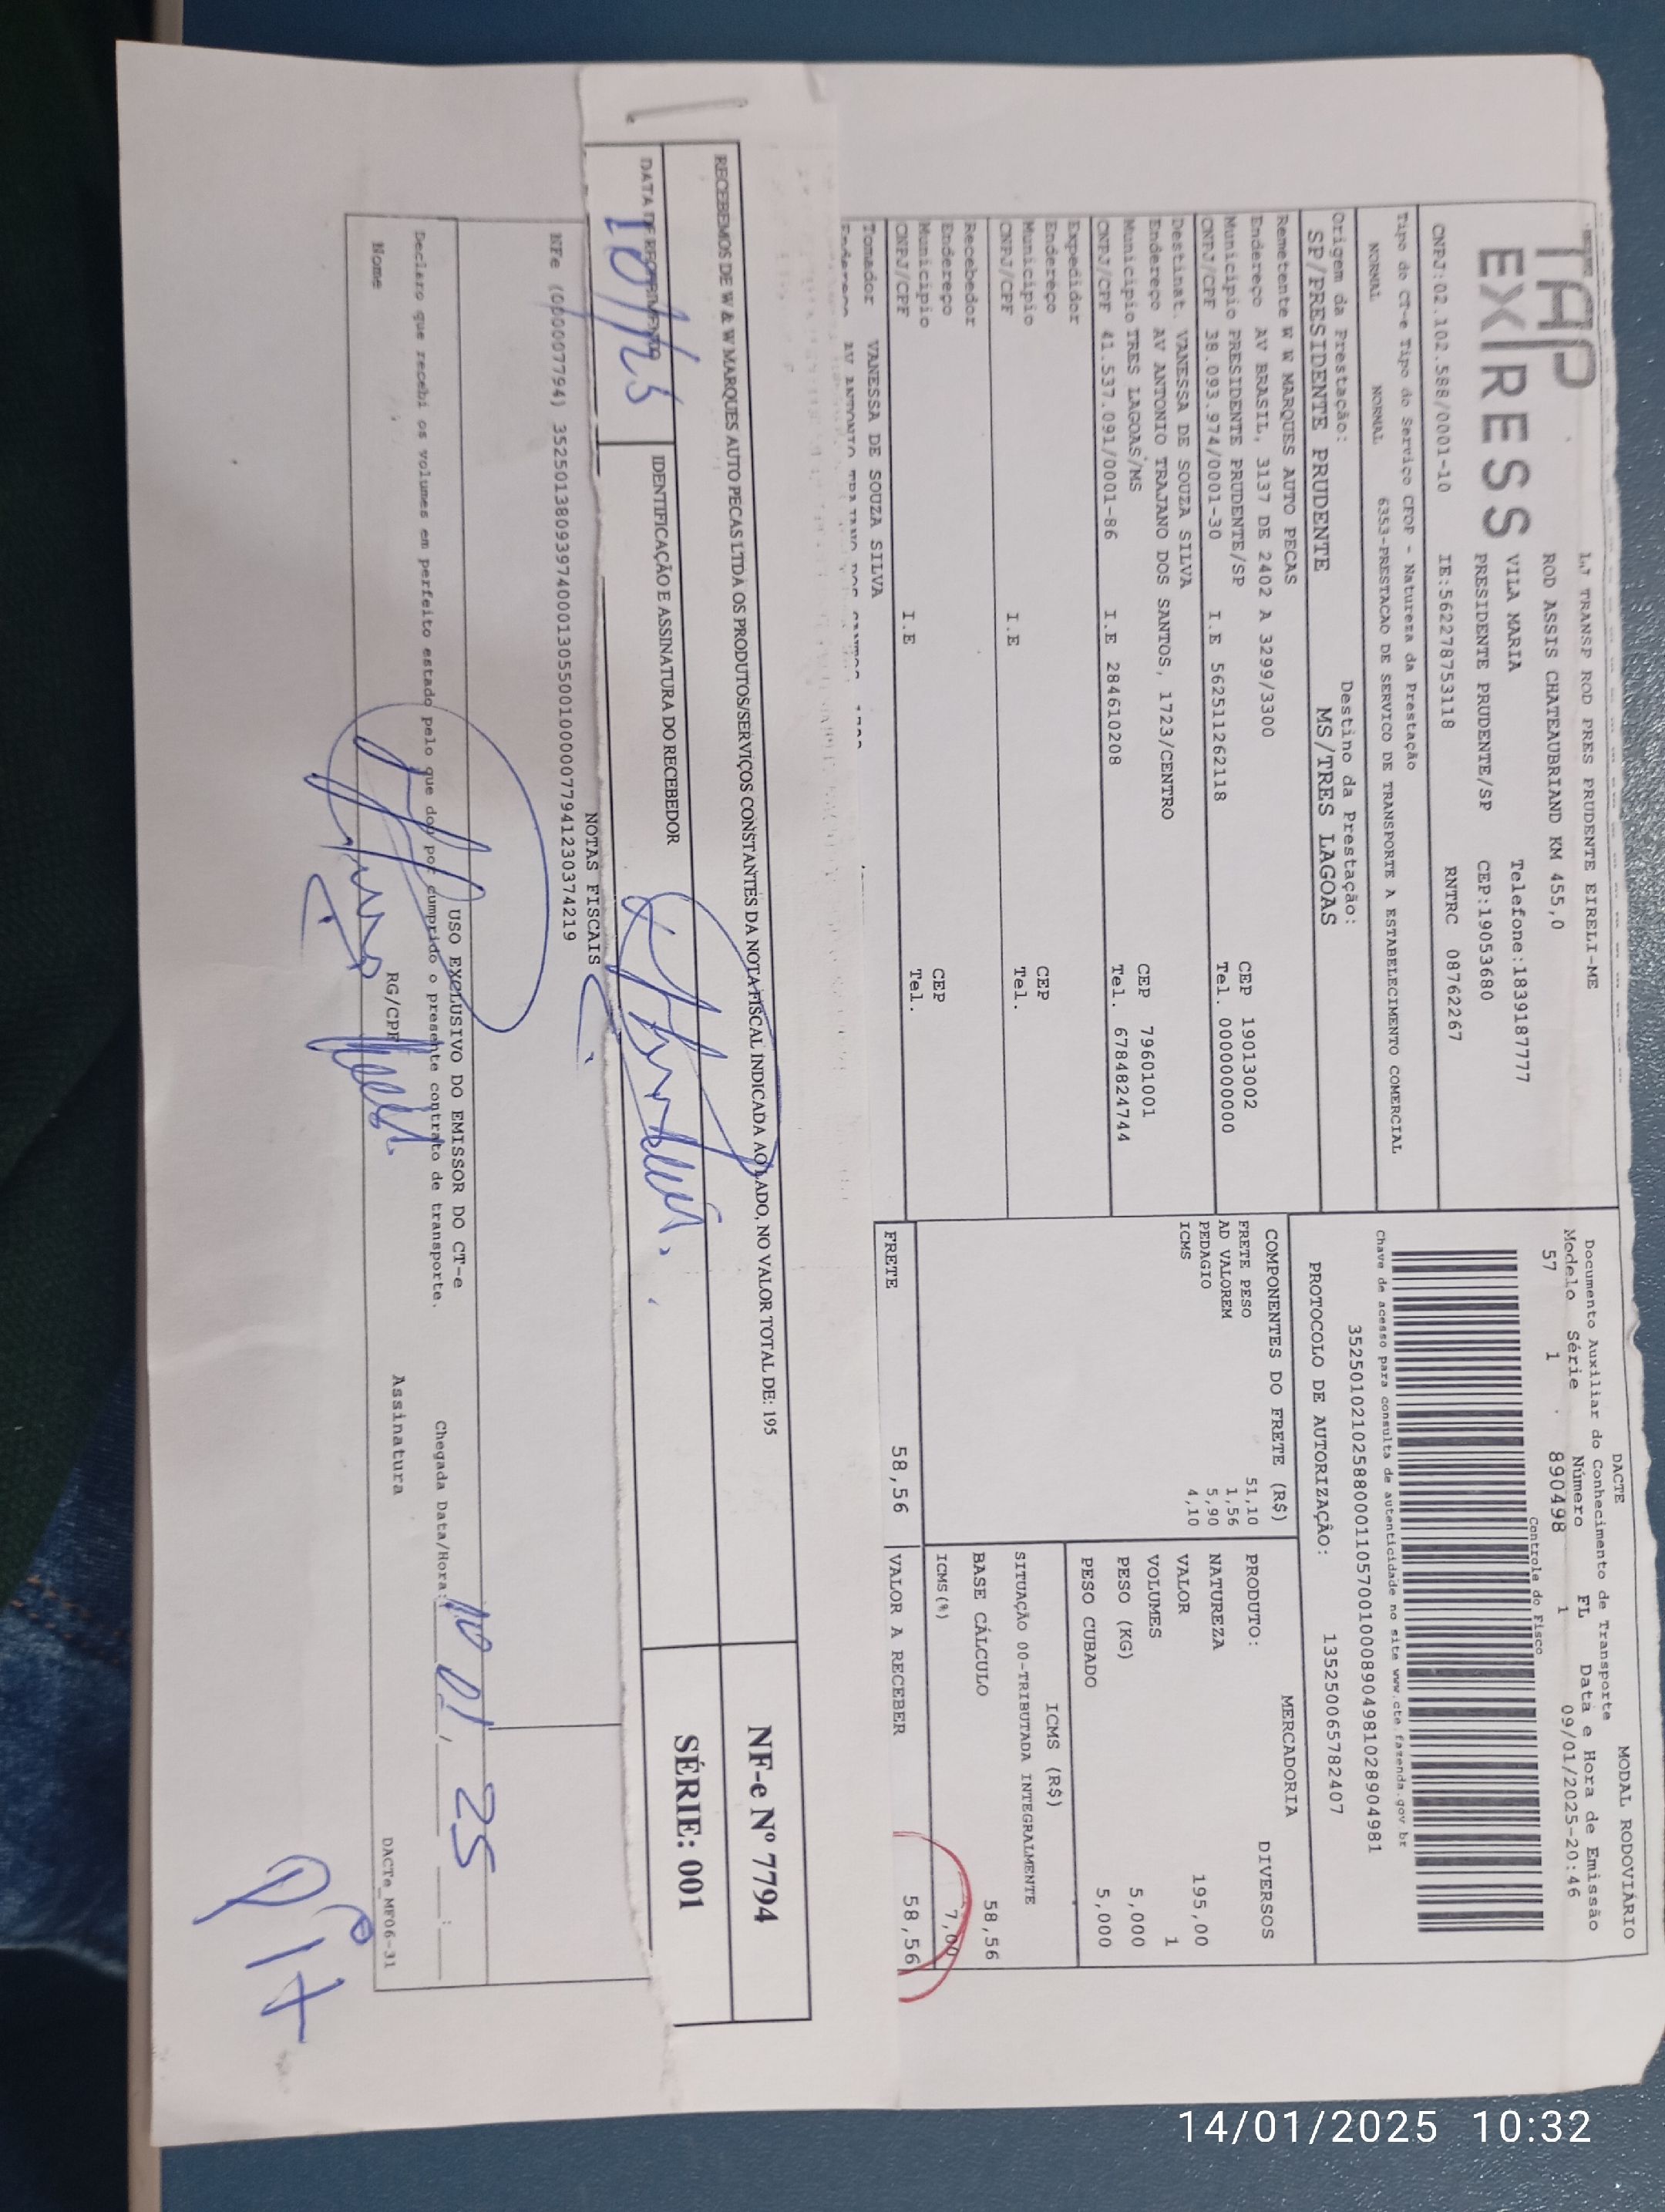 TAP
EXPRESS
LJ TRANSP ROD PRES PRUDENTE EIRELI-ME
ROD ASSIS CHATEAUBRIAND KM 455,0
VILA MARIA Telefone:1839187777
PRESIDENTE PRUDENTE/SP CEP:19053680
CNPJ:02.102.588/0001-10 IE:562278753118 RNTRC 08762267
DACTE MODAL RODOVIÁRIO
Documento Auxiliar do Conhecimento de Transporte
Modelo Série Número FL Data e Hora de Emissão
57 1 890498 1 09/01/2025-20:46
Controle do Fisco
Chave de acesso para consulta de autenticidade no site www.cte.fazenda.gov br
35250102102588000110570010008904981028904981
PROTOCOLO DE AUTORIZAÇÃO: 135250065782407
Tipo do CT-e Tipo do Serviço CFOP - Natureza da Prestação
NORMAL NORMAL 6353-PRESTACAO DE SERVICO DE TRANSPORTE A ESTABELECIMENTO COMERCIAL
Origem da Prestação: Destino da Prestação:
SP/PRESIDENTE PRUDENTE MS/TRES LAGOAS
Remetente W W MARQUES AUTO PECAS
Endereço AV BRASIL, 3137 DE 2402 A 3299/3300
Municipio PRESIDENTE PRUDENTE/SP CEP 19013002
CNPJ/CPF 38.093.974/0001-30 I.E 562511262118 Tel. 0000000000
Destinat. VANESSA DE SOUZA SILVA
Endereço AV ANTONIO TRAJANO DOS SANTOS, 1723/CENTRO
Municipio TRES LAGOAS/MS CEP 79601001
CNPJ/CPF 41.537.091/0001-86 I.E 284610208 Tel. 6784824744
Expedidor
Endereço
Municipio CEP
CNPJ/CPF I.E Tel.
Recebedor
Endereço
Municipio CEP
CNPJ/CPF I.E Tel.
Tomador VANESSA DE SOUZA SILVA
COMPONENTES DO FRETE (R$)
FRETE PESO 51,10
AD VALOREM 1,56
PEDAGIO 5,90
ICMS 4,10
FRETE 58,56
MERCADORIA
PRODUTO: DIVERSOS
NATUREZA
VALOR 195,00
VOLUMES 1
PESO (KG) 5,000
PESO CUBADO 5,000
ICMS (R$)
SITUAÇÃO 00-TRIBUTADA INTEGRALMENTE
BASE CÁLCULO 58,56
ICMS(%) 7,00
VALOR A RECEBER 58,56
RECEBEMOS DE W & W MARQUES AUTO PECAS LTDA OS PRODUTOS/SERVIÇOS CONSTANTES DA NOTA FISCAL INDICADA AO LADO, NO VALOR TOTAL DE: 195
NF-e Nº 7794
SÉRIE: 001
DATA DE RECEBIMENTO IDENTIFICAÇÃO E ASSINATURA DO RECEBEDOR
NOTAS FISCAIS
NFe (000007794) 35250138093974000130550010000077941230374219
USO EXCLUSIVO DO EMISSOR DO CT-e
Declaro que recebi os volumes em perfeito estado pelo que dou por cumprido o presente contrato de transporte.
Chegada Data/Hora: 10 01, 25
Nome RG/CPF Assinatura
DACTe_MF06-31
14/01/2025 10:32